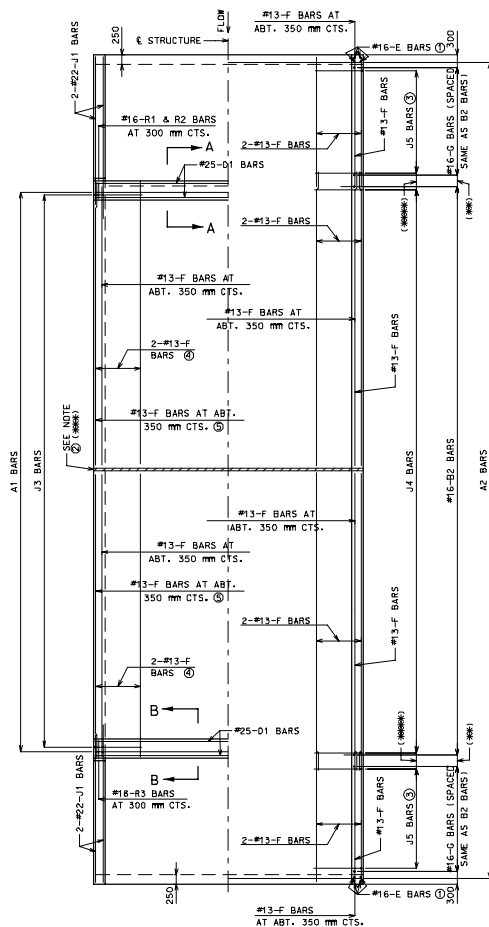 #13-F BARS AT
ABT. 350 mm CTS.
FLOW
℄ STRUCTURE
250
300
2-#22-J1 BARS
#16-E BARS ①
#16-R1 & R2 BARS
AT 300 mm CTS.
#13-F BARS
J5 BARS ③
#16-G BARS (SPACED
SAME AS B2 BARS)
A
2-#13-F BARS
#25-D1 BARS
(****)
(**)
2-#13-F BARS
A
#13-F BARS AT
ABT. 350 mm CTS.
#13-F BARS AT
ABT. 350 mm CTS.
2-#13-F
BARS ④
#13-F BARS
#13-F BARS AT ABT.
350 mm CTS. ⑤
SEE NOTE
② (***)
A1 BARS
J3 BARS
J4 BARS
#16-B2 BARS
A2 BARS
#13-F BARS AT
ABT. 350 mm CTS.
#13-F BARS AT
ABT. 350 mm CTS.
#13-F BARS AT ABT.
350 mm CTS. ⑤
2-#13-F BARS
#13-F BARS
2-#13-F
BARS ④
B
#25-D1 BARS
(****)
(**)
B
2-#22-J1 BARS
#16-R3 BARS
AT 300 mm CTS.
#13-F BARS
J5 BARS ③
#16-G BARS (SPACED
SAME AS B2 BARS)
2-#13-F BARS
250
300
#16-E BARS ①
#13-F BARS
AT ABT. 350 mm CTS.